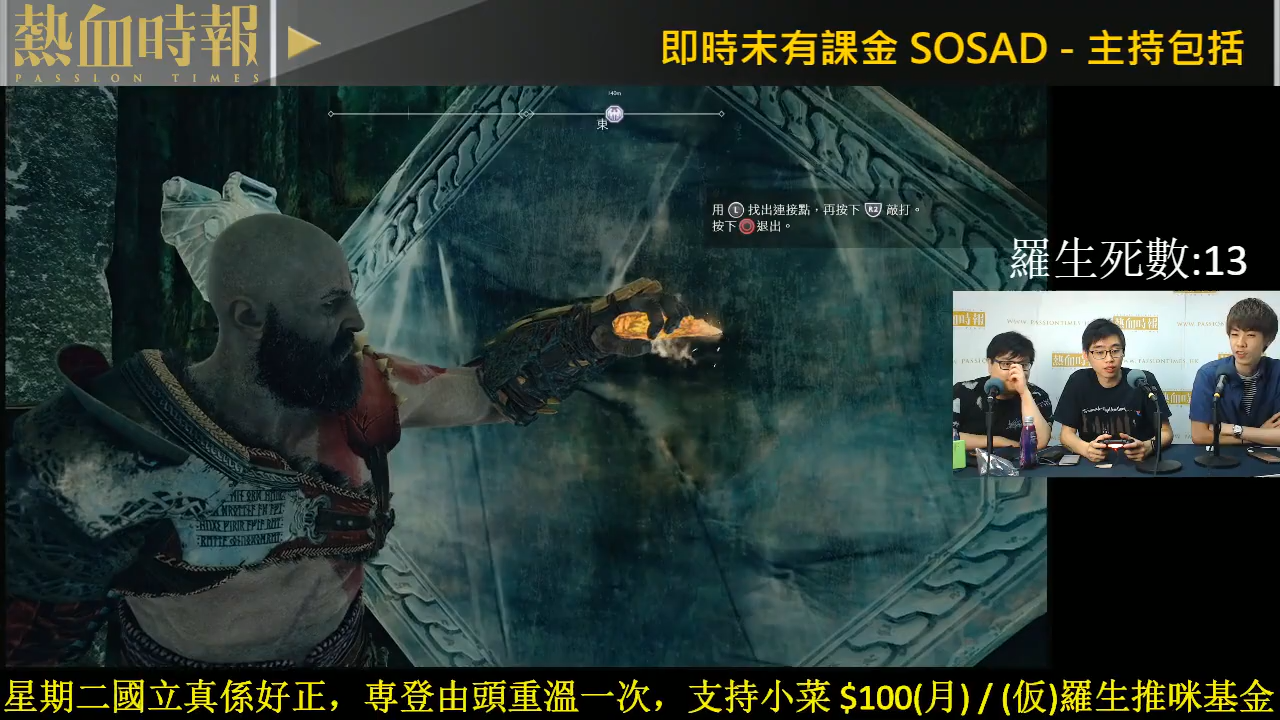 熱血時報
PASSION TIMES
即時未有課金 SOSAD - 主持包括
東
用 L 找出連接點，再按下 R2 敲打。
按下 退出。
羅生死數:13
星期二國立真係好正，専登由頭重溫一次，支持小菜 $100(月) / (仮)羅生推咪基金